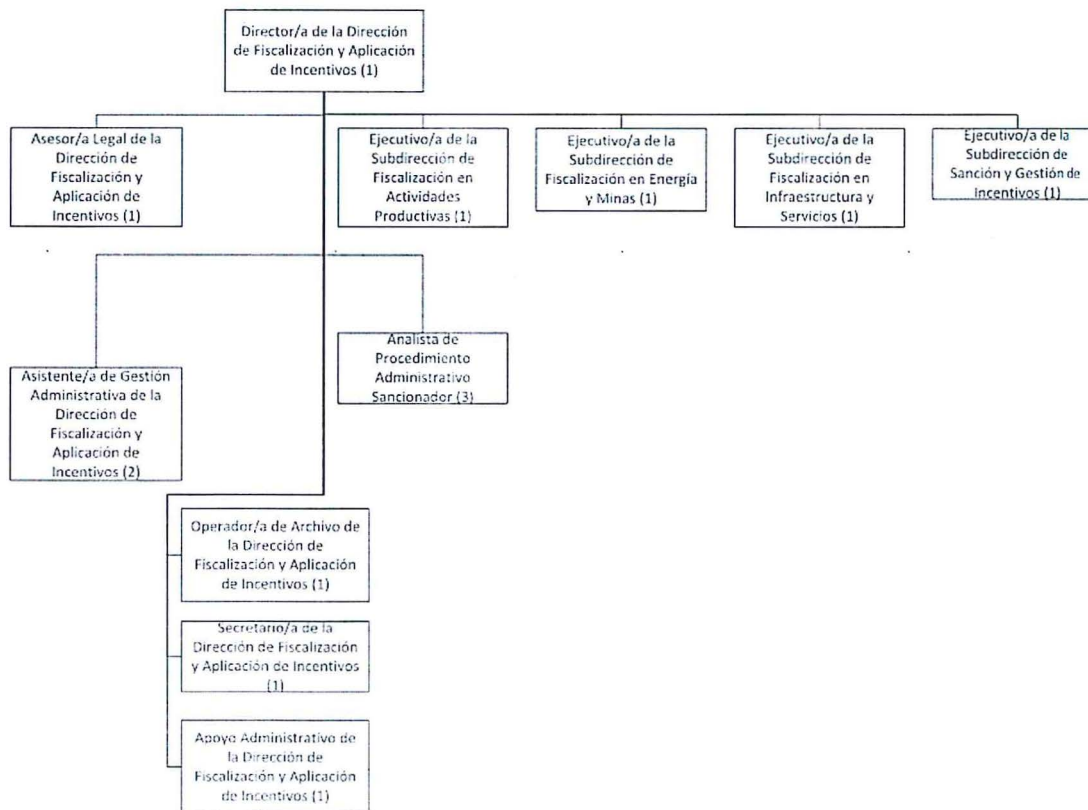 Director/a de la Dirección
de Fiscalización y Aplicación
de Incentivos (1)
Asesor/a Legal de la
Dirección de
Fiscalización y
Aplicación de
Incentivos (1)
Ejecutivo/a de la
Subdirección de
Fiscalización en
Actividades
Productivas (1)
Ejecutivo/a de la
Subdirección de
Fiscalización en Energía
y Minas (1)
Ejecutivo/a de la
Subdirección de
Fiscalización en
Infraestructura y
Servicios (1)
Ejecutivo/a de la
Subdirección de
Sanción y Gestión de
Incentivos (1)
Asistente/a de Gestión
Administrativa de la
Dirección de
Fiscalización y
Aplicación de
Incentivos (2)
Analista de
Procedimiento
Administrativo
Sancionador (3)
Operador/a de Archivo de
la Dirección de
Fiscalización y Aplicación
de Incentivos (1)
Secretario/a de la
Dirección de Fiscalización
y Aplicación de Incentivos
(1)
Apoyo Administrativo de
la Dirección de
Fiscalización y Aplicación
de Incentivos (1)